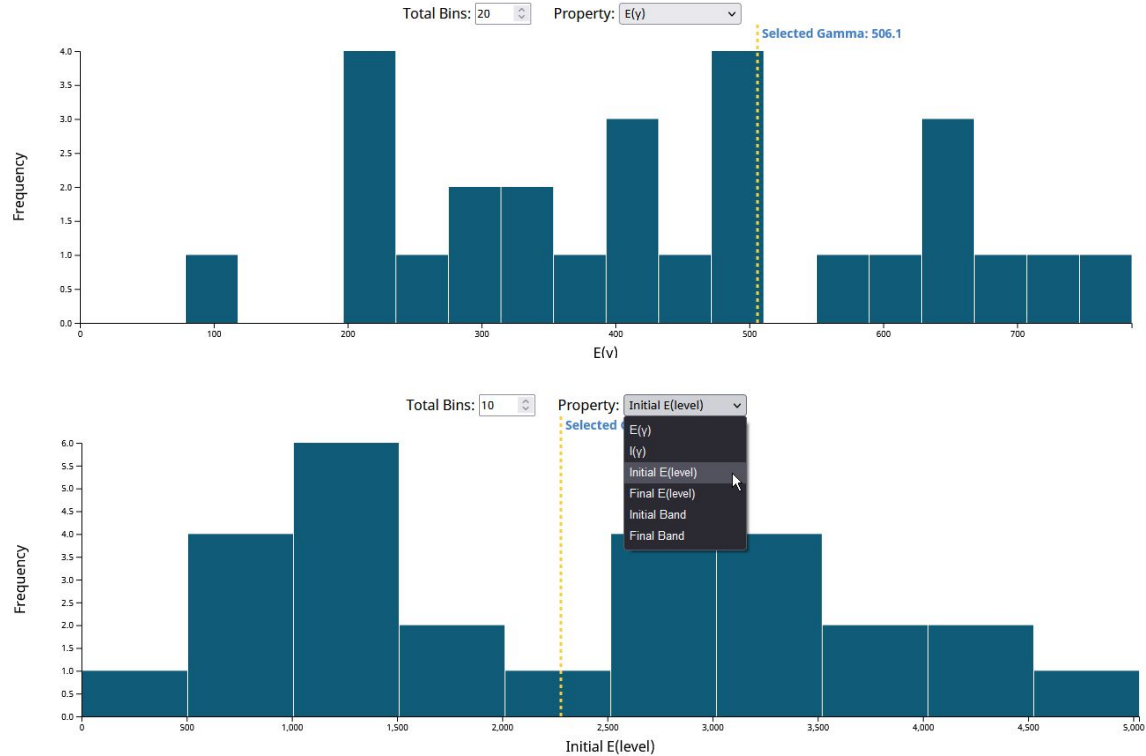 Total Bins: 20 Property: E(γ)
Selected Gamma: 506.1
4.0
3.5
3.0
2.5
2.0
1.5
1.0
0.5
0.0
Frequency
0 100 200 300 400 500 600 700
E(γ)
Total Bins: 10 Property: Initial E(level)
Selected
E(γ)
I(γ)
Initial E(level)
Final E(level)
Initial Band
Final Band
6.0
5.5
5.0
4.5
4.0
3.5
3.0
2.5
2.0
1.5
1.0
0.5
0.0
Frequency
0 500 1,000 1,500 2,000 2,500 3,000 3,500 4,000 4,500 5,000
Initial E(level)